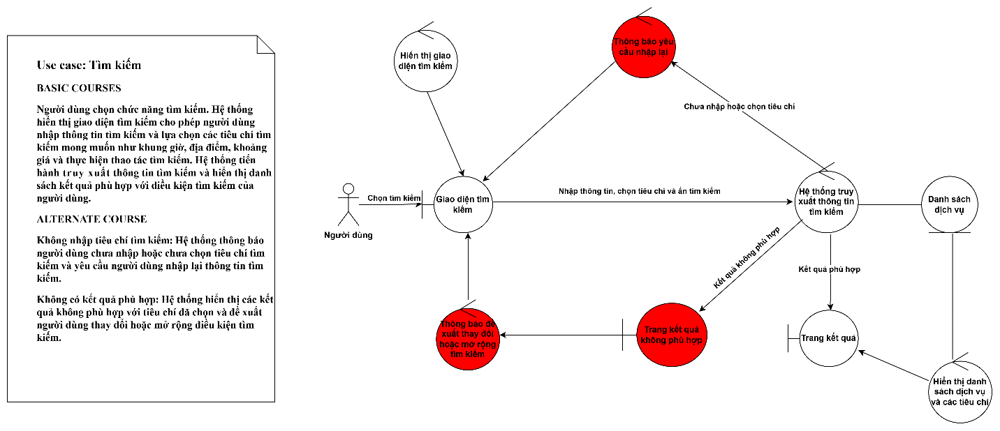 Use case: Tìm kiếm
BASIC COURSES
Người dùng chọn chức năng tìm kiếm. Hệ thống
hiển thị giao diện tìm kiếm cho phép người dùng
nhập thông tin tìm kiếm và lựa chọn các tiêu chí tìm
kiếm mong muốn như khung giờ, địa điểm, khoảng
giá và thực hiện thao tác tìm kiếm. Hệ thống tiến
hành truy xuất thông tin tìm kiếm và hiển thị danh
sách kết quả phù hợp với điều kiện tìm kiếm của
người dùng.
ALTERNATE COURSE
Không nhập tiêu chí tìm kiếm: Hệ thống thông báo
người dùng chưa nhập hoặc chưa chọn tiêu chí tìm
kiếm và yêu cầu người dùng nhập lại thông tin tìm
kiếm.
Không có kết quả phù hợp: Hệ thống hiển thị các kết
quả không phù hợp với tiêu chí đã chọn và đề xuất
người dùng thay đổi hoặc mở rộng điều kiện tìm
kiếm.
Hiển thị giao
diện tìm kiếm
Thông báo yêu
cầu nhập lại
Chưa nhập hoặc chọn tiêu chí
Chọn tìm kiếm
Người dùng
Giao diện tìm
kiếm
Nhập thông tin, chọn tiêu chí và ấn tìm kiếm
Hệ thống truy
xuất thông tin
tìm kiếm
Danh sách
dịch vụ
Kết quả không phù hợp
Kết quả phù hợp
Thông báo đề
xuất thay đổi
hoặc mở rộng
tìm kiếm
Trang kết quả
không phù hợp
Trang kết quả
Hiển thị danh
sách dịch vụ
và các tiêu chí